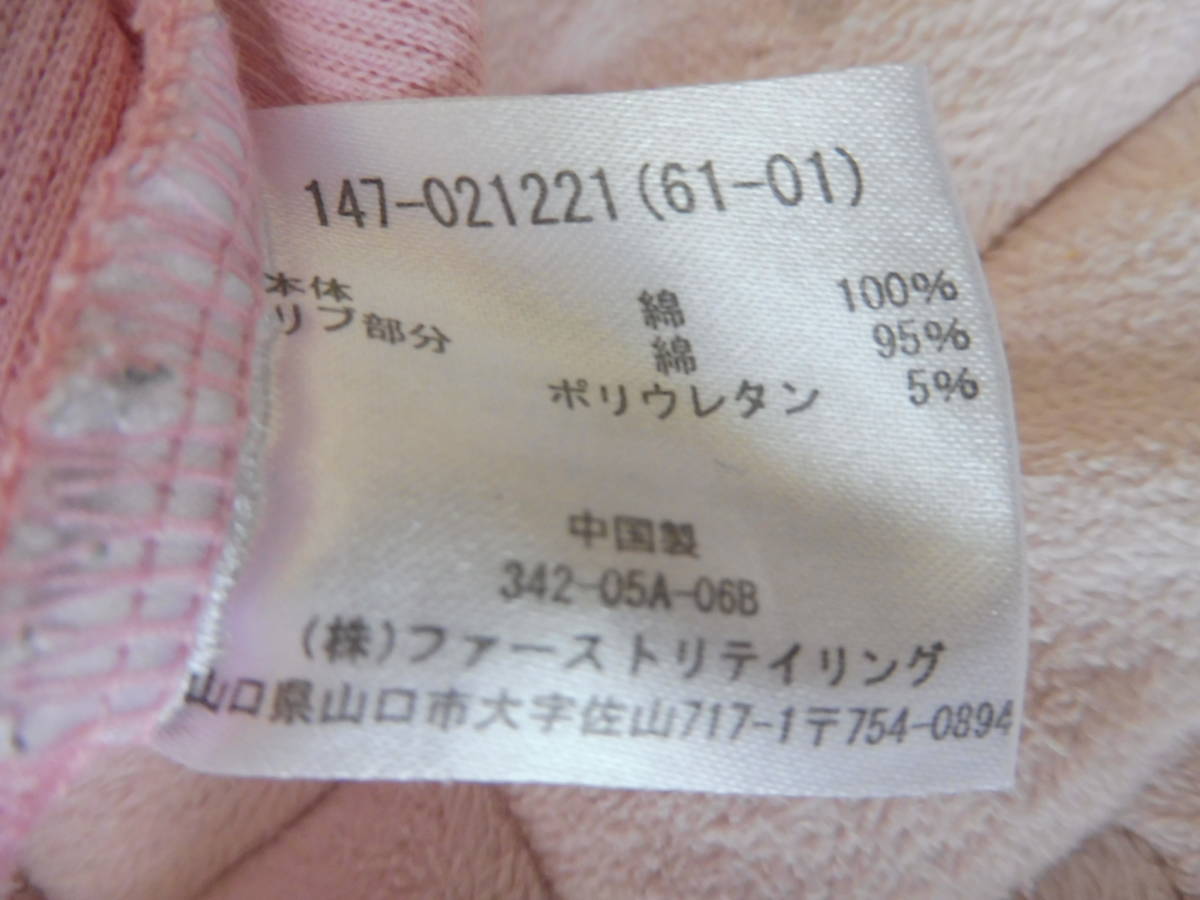 147-021221(61-01)
本体 綿 100%
リブ部分 綿 95%
ポリウレタン 5%
中国製
342-05A-06B
(株)ファーストリテイリング
山口県山口市大字佐山717-1〒754-0894